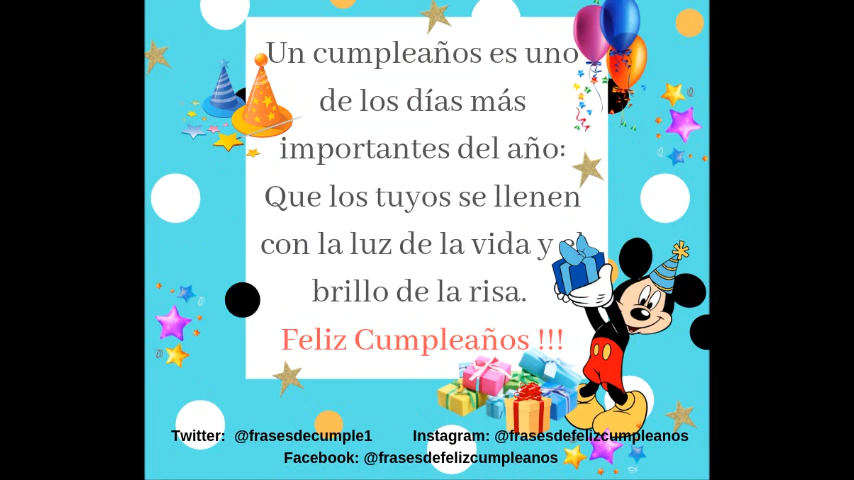 Un cumpleaños es uno
de los días más
importantes del año:
Que los tuyos se llenen
con la luz de la vida y el
brillo de la risa.
Feliz Cumpleaños !!!
Twitter: @frasesdecumple1 Instagram: @frasesdefelizcumpleanos
Facebook: @frasesdefelizcumpleanos